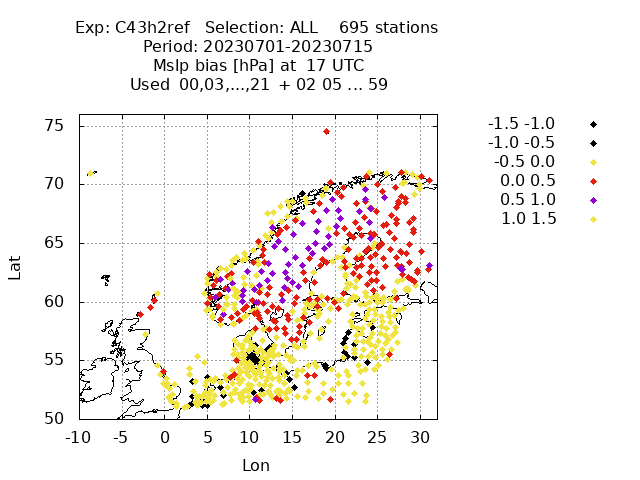 Exp: C43h2ref   Selection: ALL    695 stations
Period: 20230701-20230715
Mslp bias [hPa] at  17 UTC
Used  00,03,...,21  + 02 05 ... 59
-1.5 -1.0
-1.0 -0.5
-0.5 0.0
0.0 0.5
0.5 1.0
1.0 1.5
75
70
65
60
55
50
Lat
-10 -5 0 5 10 15 20 25 30
Lon